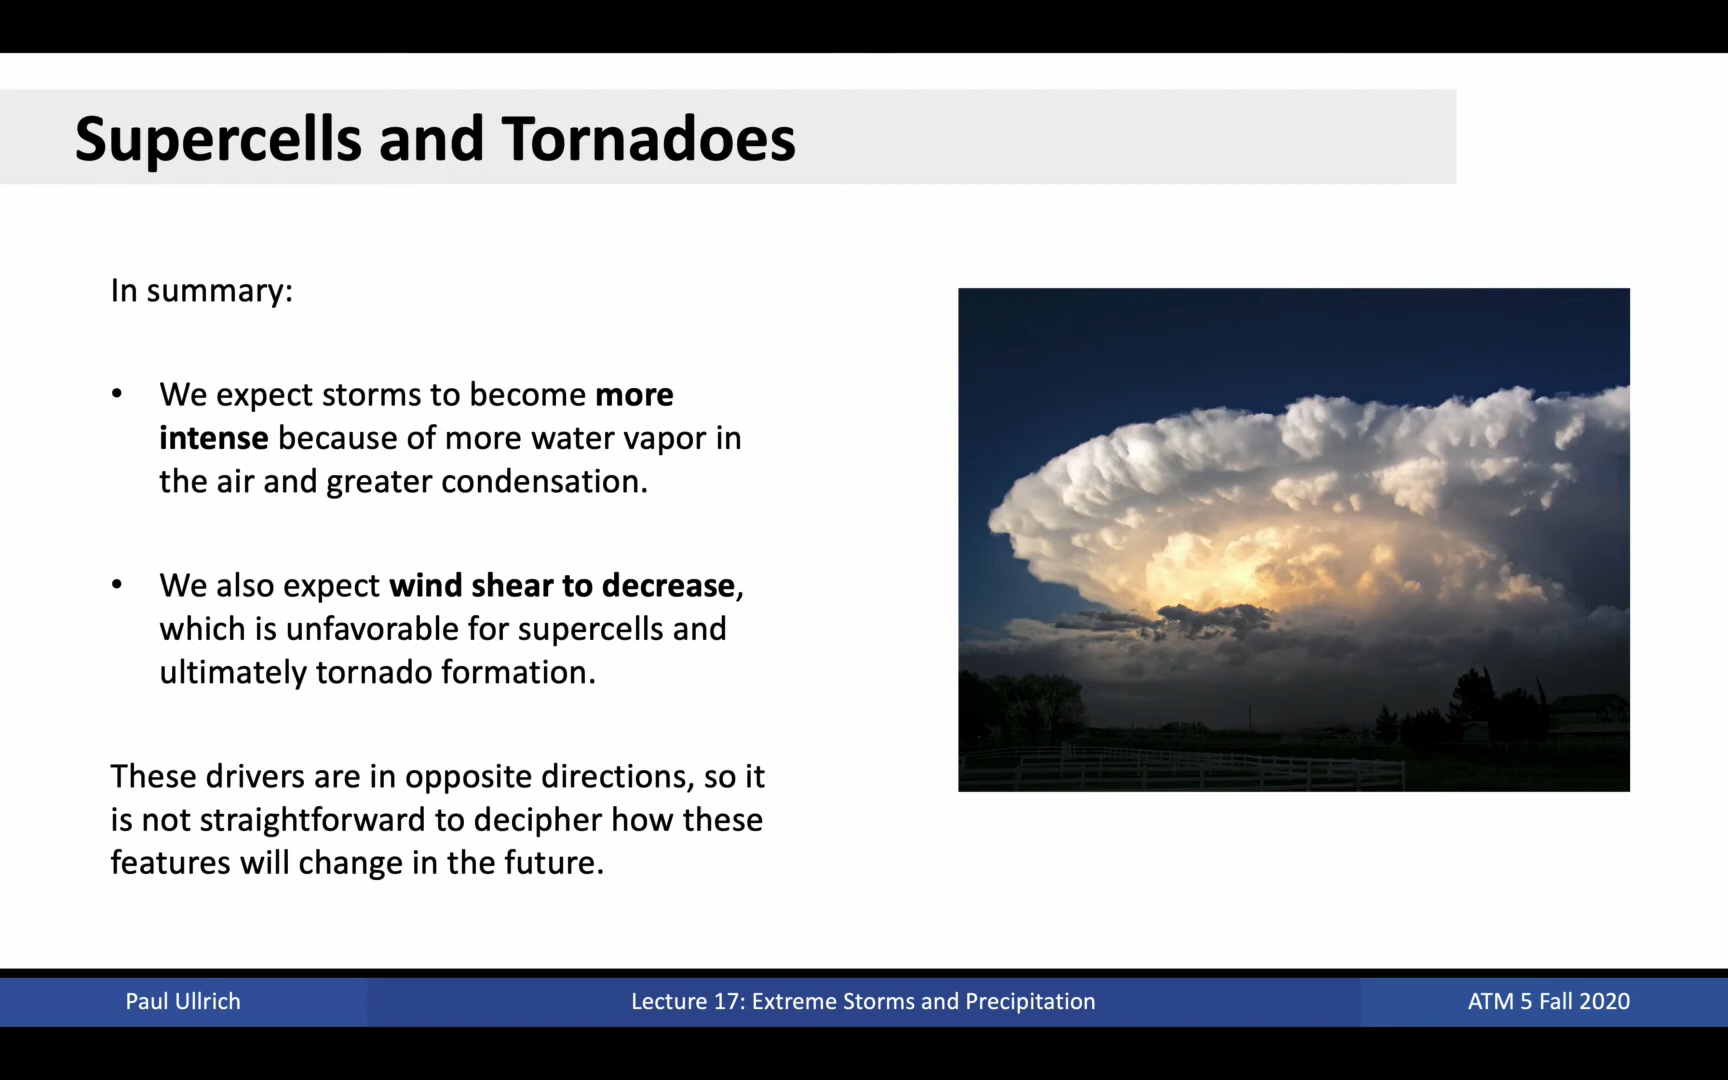 Supercells and Tornadoes
In summary:
• We expect storms to become more
intense because of more water vapor in
the air and greater condensation.
• We also expect wind shear to decrease,
which is unfavorable for supercells and
ultimately tornado formation.
These drivers are in opposite directions, so it
is not straightforward to decipher how these
features will change in the future.
Paul Ullrich
Lecture 17: Extreme Storms and Precipitation
ATM 5 Fall 2020